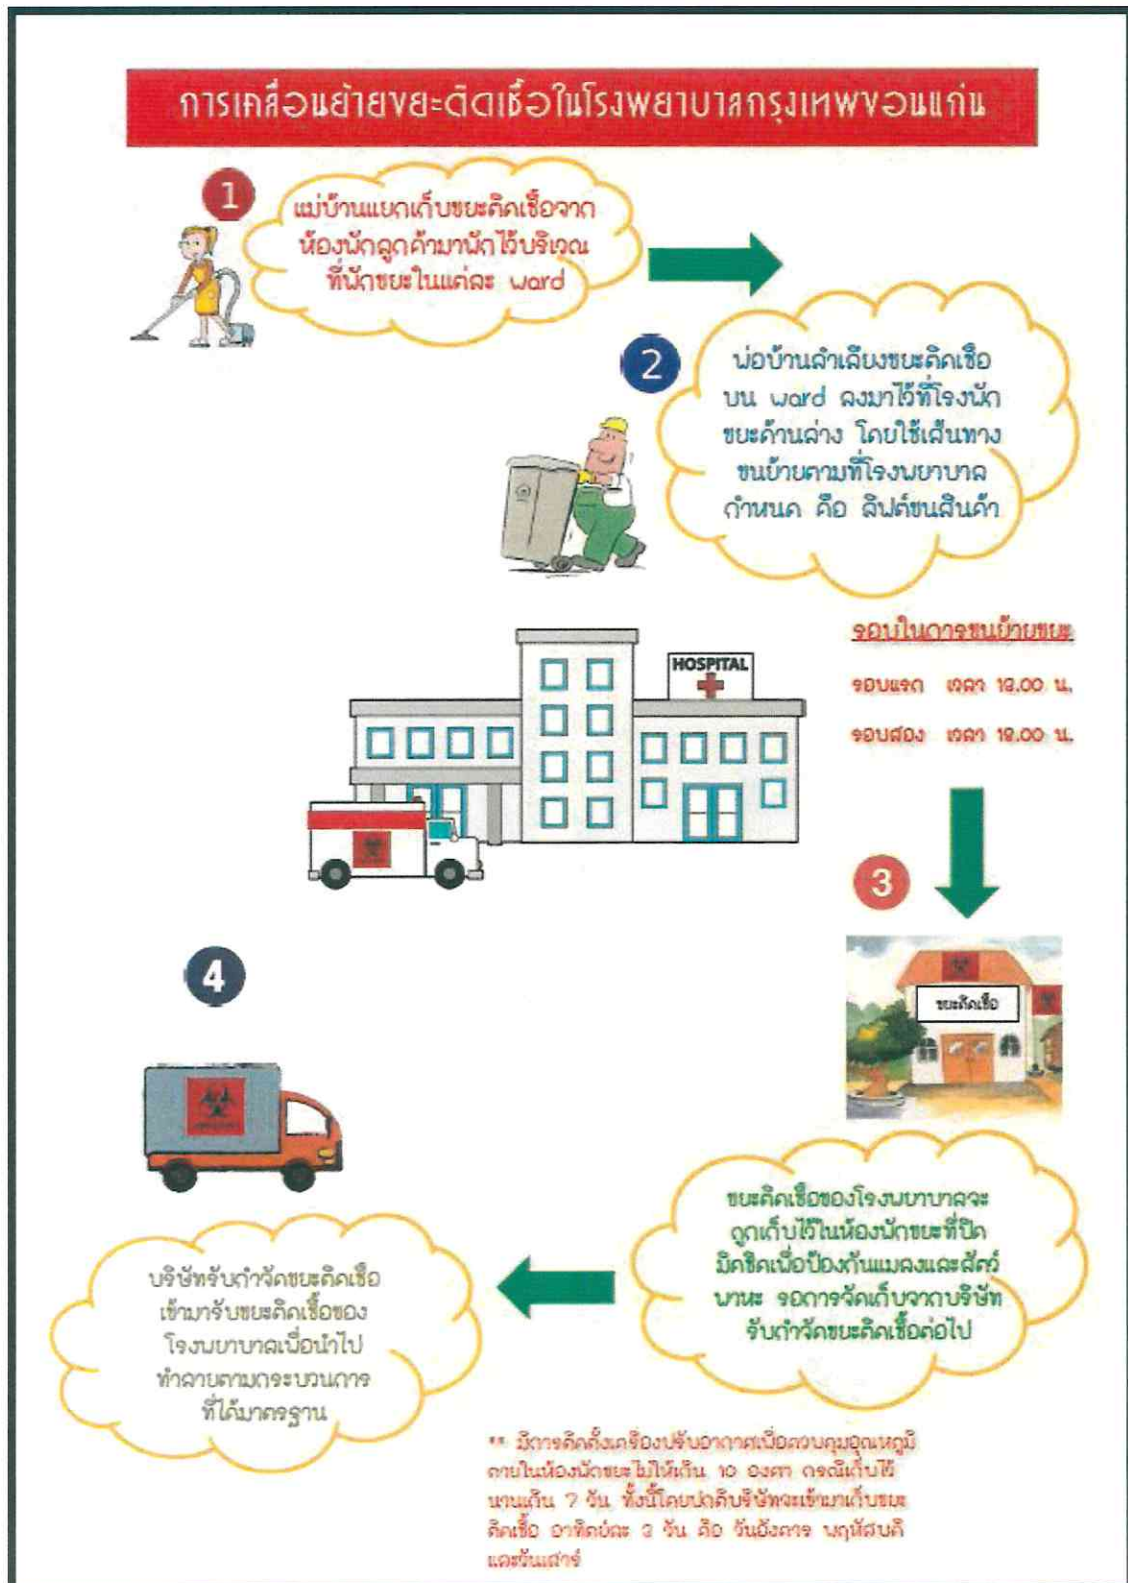 การเคลื่อนย้ายขยะติดเชื้อในโรงพยาบาลกรุงเทพขอนแก่น
1
แม่บ้านแยกเก็บขยะติดเชื้อจาก
ห้องพักลูกค้ามาพักไว้บริเวณ
ที่พักขยะในแต่ละ ward
2
พ่อบ้านลำเลียงขยะติดเชื้อ
บน ward ลงมาไว้ที่โรงพัก
ขยะด้านล่าง โดยใช้เส้นทาง
ขนย้ายตามที่โรงพยาบาล
กำหนด คือ ลิฟต์ขนสินค้า
HOSPITAL
รอบในการขนย้ายขยะ
รอบแรก เวลา น.
รอบสอง เวลา น.
3
ขยะติดเชื้อ
4
ขยะติดเชื้อของโรงพยาบาลจะ
ถูกเก็บไว้ในห้องพักขยะที่ปิด
มิดชิดเพื่อป้องกันแมลงและสัตว์
พาหะ รอการจัดเก็บจากบริษัท
รับกำจัดขยะติดเชื้อต่อไป
บริษัทรับกำจัดขยะติดเชื้อ
เข้ามารับขยะติดเชื้อของ
โรงพยาบาลเพื่อนำไป
ทำลายตามกระบวนการ
ที่ได้มาตรฐาน
** มีการติดตั้งเครื่องปรับอากาศเพื่อควบคุมอุณหภูมิ
ภายในห้องพักขยะไม่ให้เกิน 10 องศา กรณีเก็บไว้
นานเกิน 7 วัน ทั้งนี้โดยปกติบริษัทจะเข้ามาเก็บขยะ
ติดเชื้อ อาทิตย์ละ 3 วัน คือ วันอังคาร พฤหัสบดี
และวันเสาร์